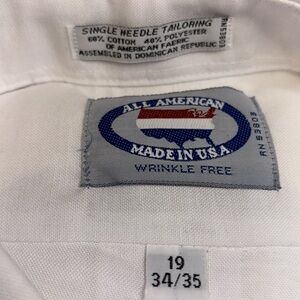 SINGLE NEEDLE TAILORING
60% COTTON 40% POLYESTER
OF AMERICAN FABRIC
ASSEMBLED IN DOMINICAN REPUBLIC
ALL AMERICAN
MADE IN U.S.A
WRINKLE FREE
19
34/35